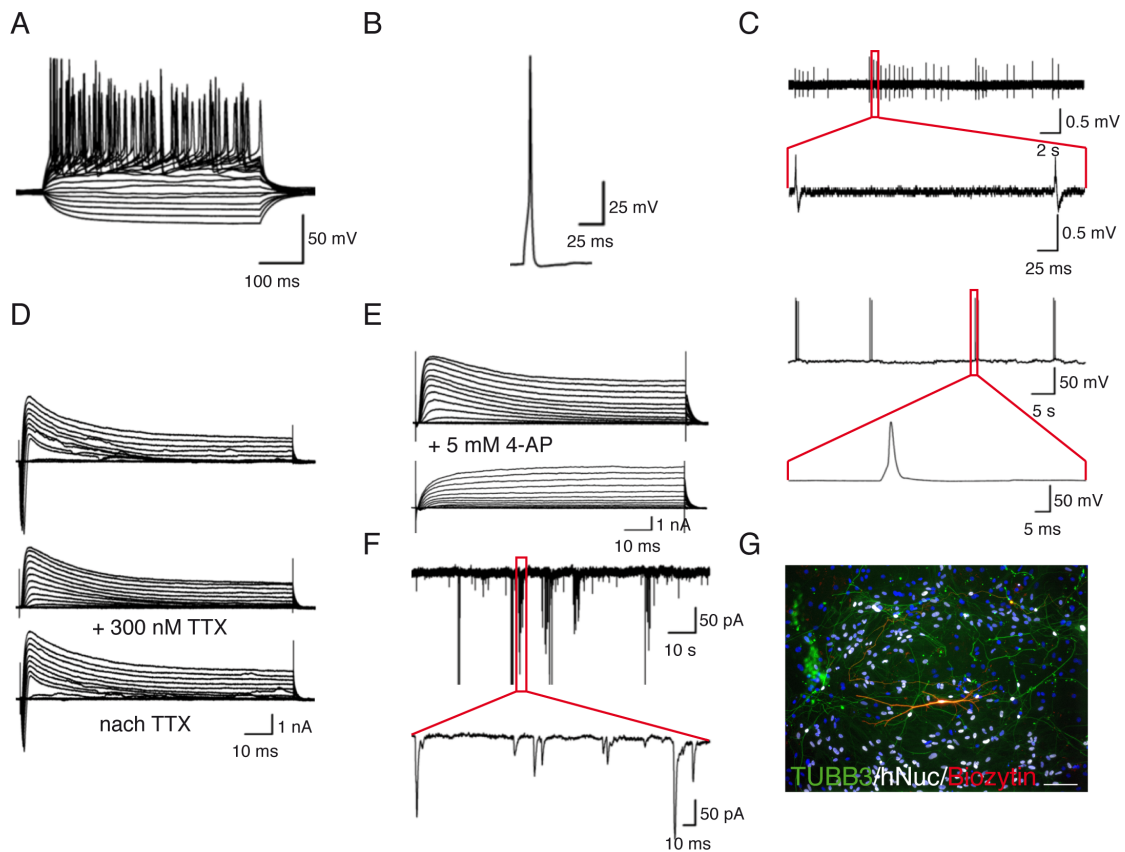 A
50 mV
100 ms
B
25 mV
25 ms
C
0.5 mV
2 s
0.5 mV
25 ms
50 mV
5 s
50 mV
5 ms
D
+ 300 nM TTX
nach TTX
1 nA
10 ms
E
+ 5 mM 4-AP
1 nA
10 ms
F
50 pA
10 s
50 pA
10 ms
G
TUBB3/hNuc/Biozytin